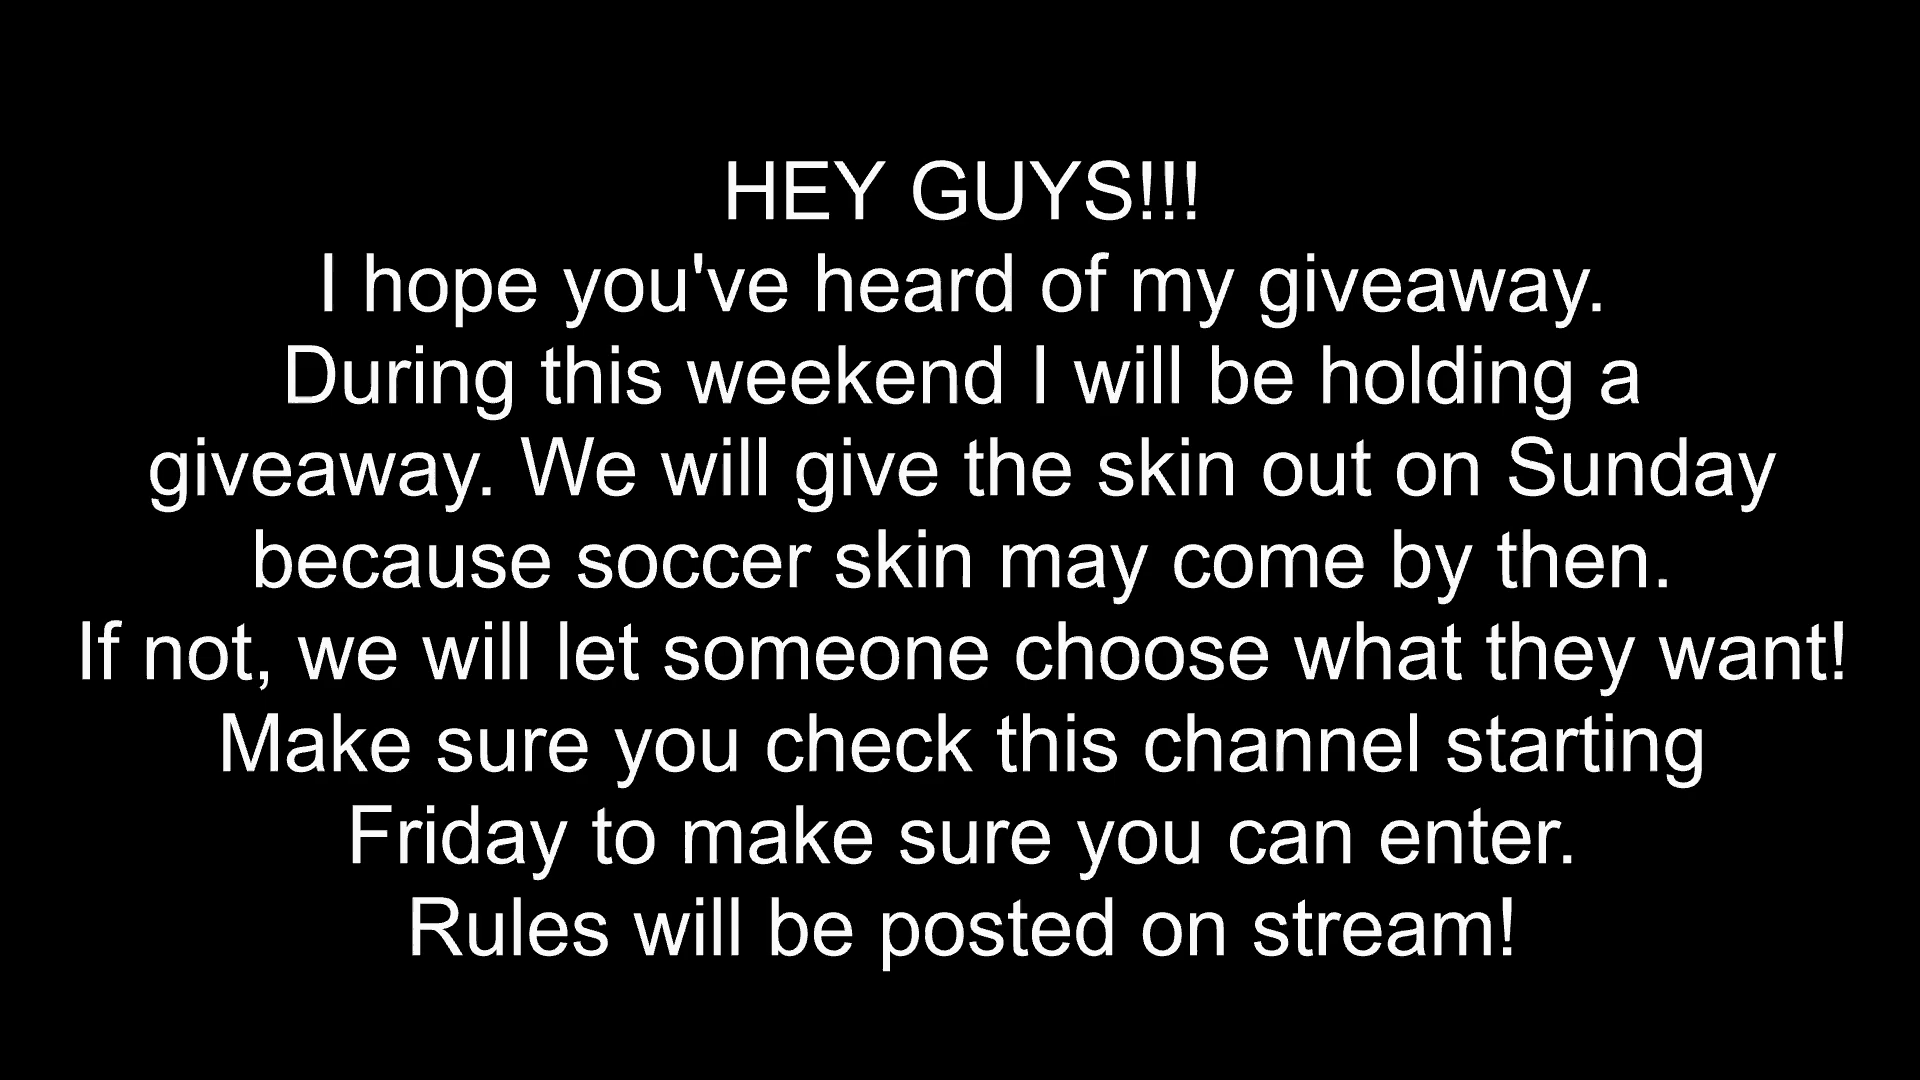 HEY GUYS!!!
I hope you've heard of my giveaway.
During this weekend I will be holding a
giveaway. We will give the skin out on Sunday
because soccer skin may come by then.
If not, we will let someone choose what they want!
Make sure you check this channel starting
Friday to make sure you can enter.
Rules will be posted on stream!